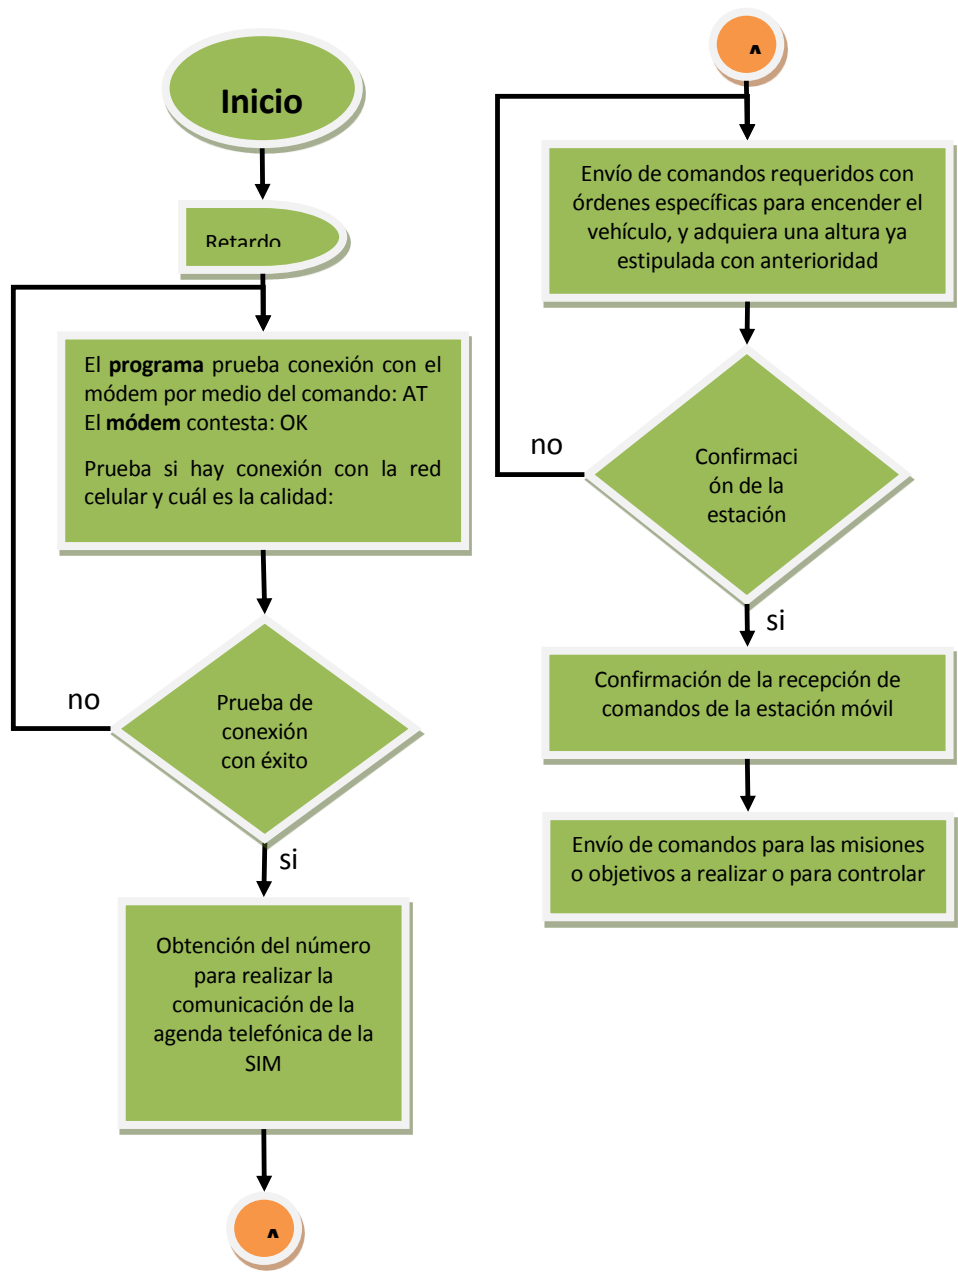 Inicio
Retardo
El programa prueba conexión con el
módem por medio del comando: AT
El módem contesta: OK
Prueba si hay conexión con la red
celular y cuál es la calidad:
no
Prueba de
conexión
con éxito
si
Obtención del número
para realizar la
comunicación de la
agenda telefónica de la
SIM
A
A
Envío de comandos requeridos con
órdenes específicas para encender el
vehículo, y adquiera una altura ya
estipulada con anterioridad
no
Confirmaci
ón de la
estación
si
Confirmación de la recepción de
comandos de la estación móvil
Envío de comandos para las misiones
o objetivos a realizar o para controlar